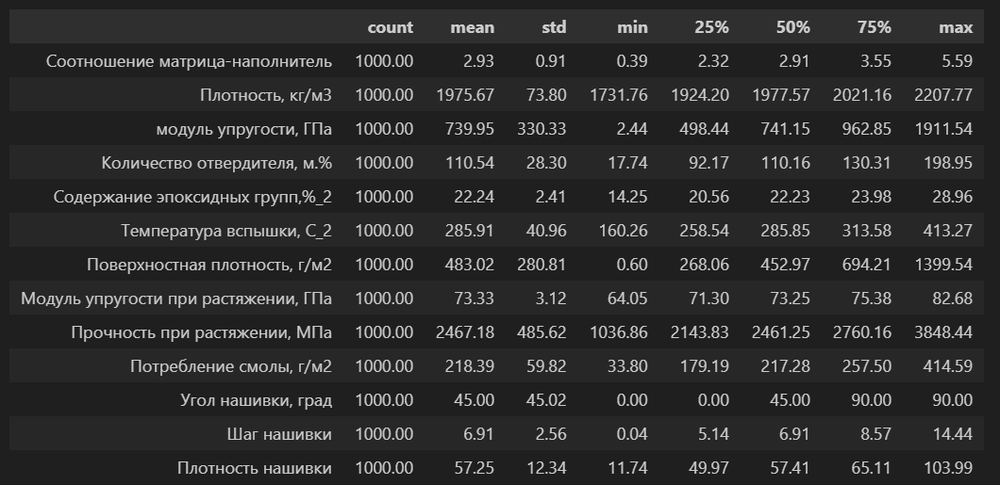 count mean std min 25% 50% 75% max
Соотношение матрица-наполнитель 1000.00 2.93 0.91 0.39 2.32 2.91 3.55 5.59
Плотность, кг/м3 1000.00 1975.67 73.80 1731.76 1924.20 1977.57 2021.16 2207.77
модуль упругости, ГПа 1000.00 739.95 330.33 2.44 498.44 741.15 962.85 1911.54
Количество отвердителя, м.% 1000.00 110.54 28.30 17.74 92.17 110.16 130.31 198.95
Содержание эпоксидных групп,%_2 1000.00 22.24 2.41 14.25 20.56 22.23 23.98 28.96
Температура вспышки, С_2 1000.00 285.91 40.96 160.26 258.54 285.85 313.58 413.27
Поверхностная плотность, г/м2 1000.00 483.02 280.81 0.60 268.06 452.97 694.21 1399.54
Модуль упругости при растяжении, ГПа 1000.00 73.33 3.12 64.05 71.30 73.25 75.38 82.68
Прочность при растяжении, МПа 1000.00 2467.18 485.62 1036.86 2143.83 2461.25 2760.16 3848.44
Потребление смолы, г/м2 1000.00 218.39 59.82 33.80 179.19 217.28 257.50 414.59
Угол нашивки, град 1000.00 45.00 45.02 0.00 0.00 45.00 90.00 90.00
Шаг нашивки 1000.00 6.91 2.56 0.04 5.14 6.91 8.57 14.44
Плотность нашивки 1000.00 57.25 12.34 11.74 49.97 57.41 65.11 103.99